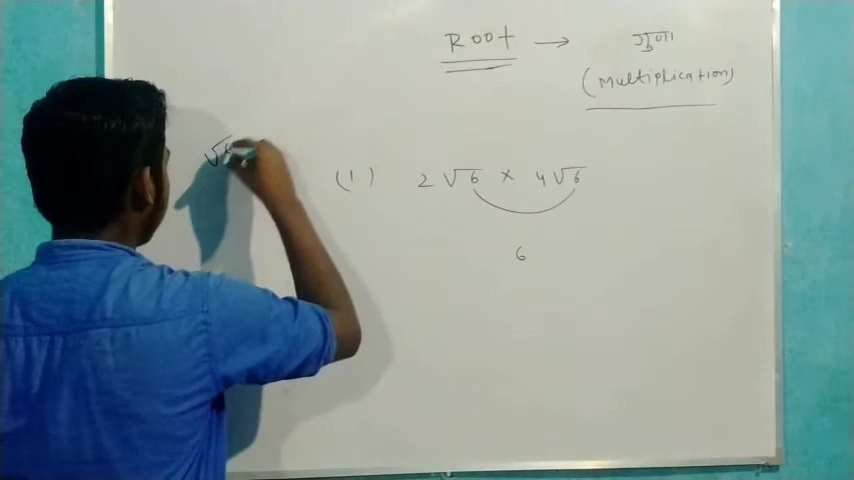 Root → गुणा
(Multiplication)
(1) 2√6 × 4√6
6